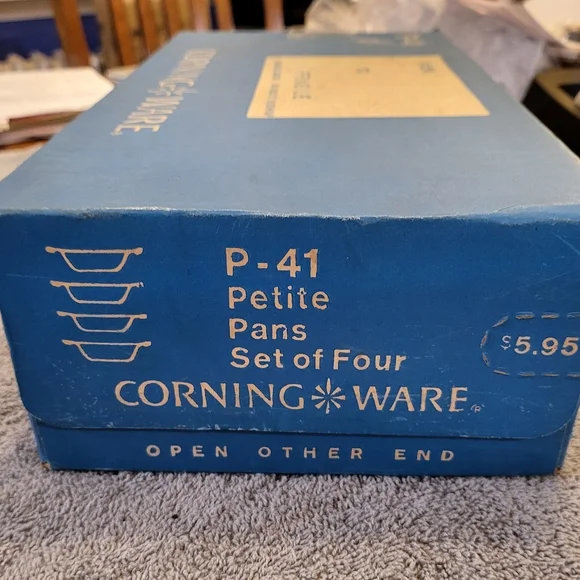 CORNING WARE
P-41
Petite
Pans
Set of Four
$5.95
CORNING WARE®
OPEN OTHER END